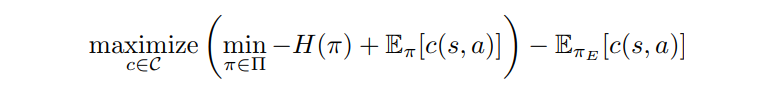 maximize_{c∈𝒞} ( min_{π∈Π} −H(π) + 𝔼_π[c(s, a)] ) − 𝔼_{π_E}[c(s, a)]